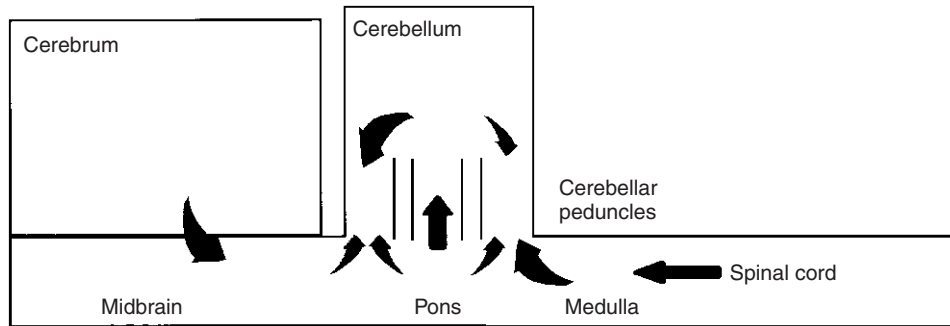 Cerebrum
Cerebellum
Cerebellar
peduncles
Spinal cord
Midbrain
Pons
Medulla